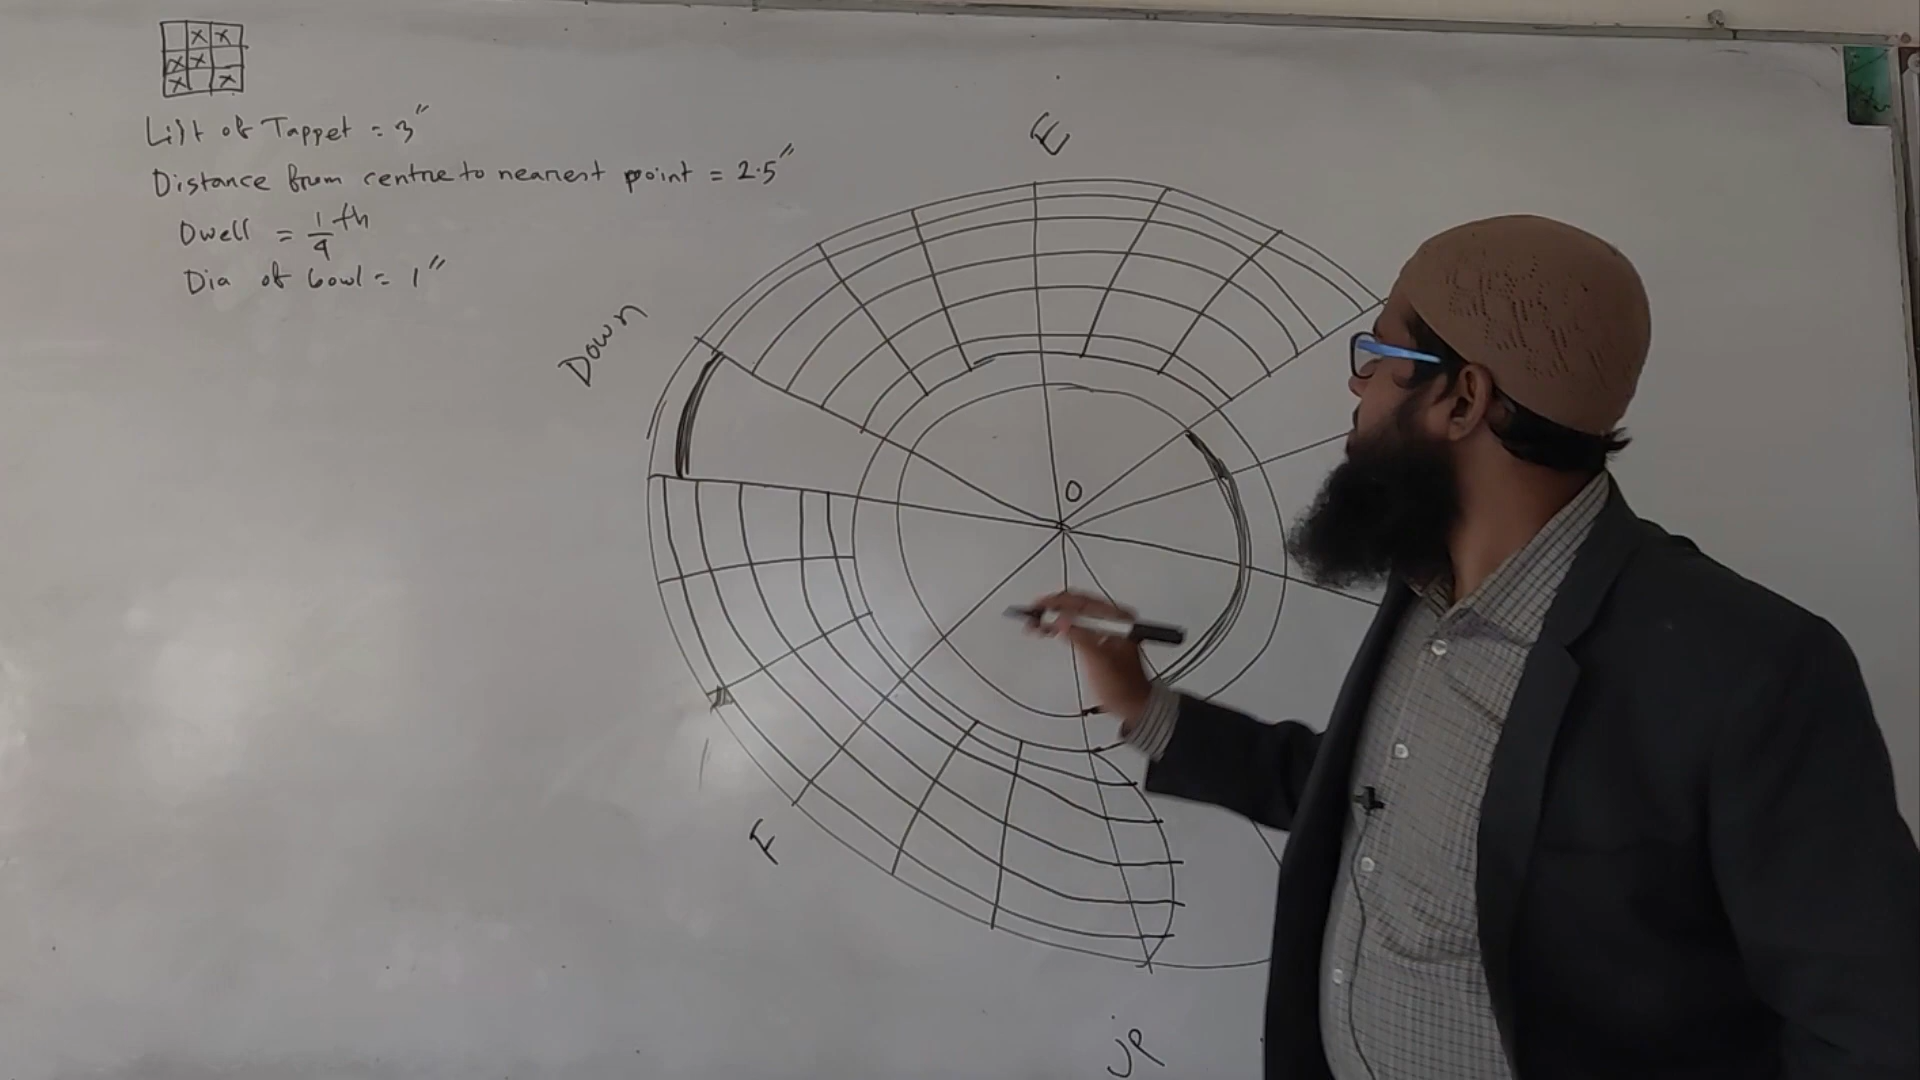 X X
X X
X X
Lift of Tappet = 3"
Distance from centre to nearest point = 2.5"
Dwell = 1/4 th
Dia of bowl = 1"
E
Down
O
F
UP